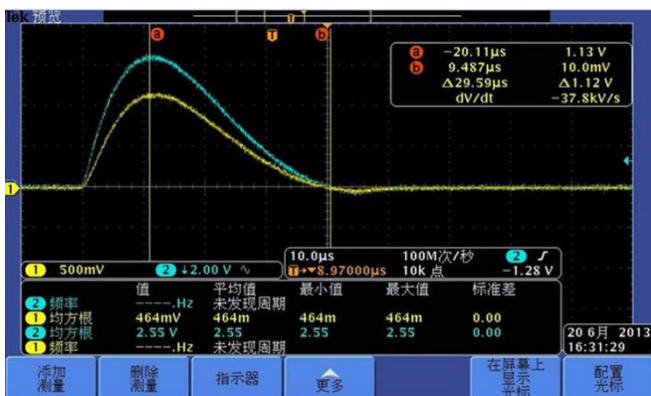 Tek 预览
a
T
b
T
a −20.11μs 1.13 V
b 9.487μs 10.0mV
Δ29.59μs Δ1.12 V
dV/dt −37.8kV/s
1
1 500mV 2 ↓2.00 V ∿ 10.0μs 100M次/秒 2 ∫
T→▼8.97000μs 10k 点 −1.28 V
值 平均值 最小值 最大值 标准差
2 频率 ----.Hz 未发现周期
1 均方根 464mV 464m 464m 464m 0.00
2 均方根 2.55 V 2.55 2.55 2.55 0.00
1 频率 ----.Hz 未发现周期
20 6月 2013
16:31:29
添加
测量
删除
测量
指示器
更多
在屏幕上
显示
光标
配置
光标